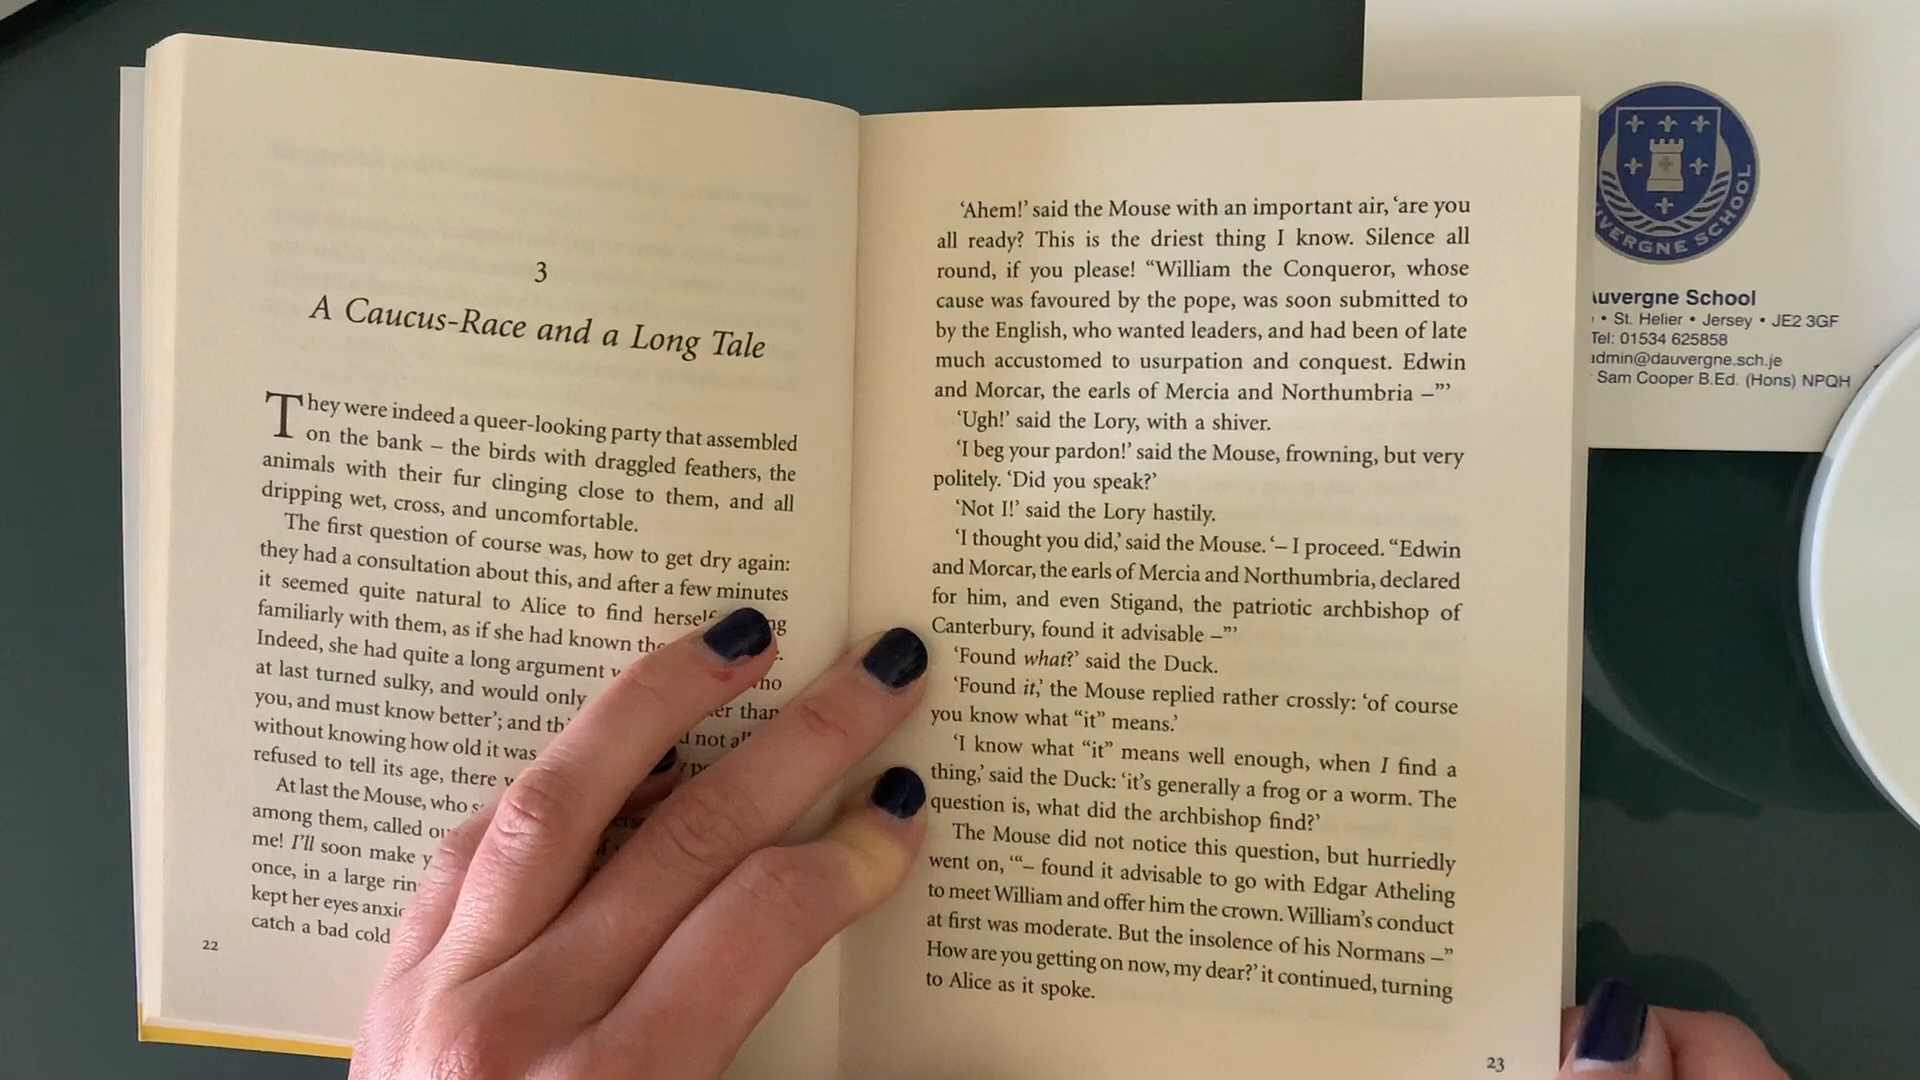 3
A Caucus-Race and a Long Tale
They were indeed a queer-looking party that assembled
on the bank – the birds with draggled feathers, the
animals with their fur clinging close to them, and all
dripping wet, cross, and uncomfortable.
The first question of course was, how to get dry again:
they had a consultation about this, and after a few minutes
it seemed quite natural to Alice to find herself
familiarly with them, as if she had known
Indeed, she had quite a long argument
at last turned sulky, and would only
you, and must know better’; and than
without knowing how old it was not
refused to tell its age, there
At last the Mouse, who
among them, called
me! I’ll soon make
once, in a large
kept her eyes
catch a bad cold
22
‘Ahem!’ said the Mouse with an important air, ‘are you
all ready? This is the driest thing I know. Silence all
round, if you please! “William the Conqueror, whose
cause was favoured by the pope, was soon submitted to
by the English, who wanted leaders, and had been of late
much accustomed to usurpation and conquest. Edwin
and Morcar, the earls of Mercia and Northumbria –”’
‘Ugh!’ said the Lory, with a shiver.
‘I beg your pardon!’ said the Mouse, frowning, but very
politely. ‘Did you speak?’
‘Not I!’ said the Lory hastily.
‘I thought you did,’ said the Mouse. ‘– I proceed. “Edwin
and Morcar, the earls of Mercia and Northumbria, declared
for him, and even Stigand, the patriotic archbishop of
Canterbury, found it advisable –”’
‘Found what?’ said the Duck.
‘Found it,’ the Mouse replied rather crossly: ‘of course
you know what “it” means.’
‘I know what “it” means well enough, when I find a
thing,’ said the Duck: ‘it’s generally a frog or a worm. The
question is, what did the archbishop find?’
The Mouse did not notice this question, but hurriedly
went on, ‘“– found it advisable to go with Edgar Atheling
to meet William and offer him the crown. William’s conduct
at first was moderate. But the insolence of his Normans –”
How are you getting on now, my dear?’ it continued, turning
to Alice as it spoke.
23
VERGNE SCHOOL
auvergne School
• St. Helier • Jersey • JE2 3GF
Tel: 01534 625858
admin@dauvergne.sch.je
Sam Cooper B.Ed. (Hons) NPQH